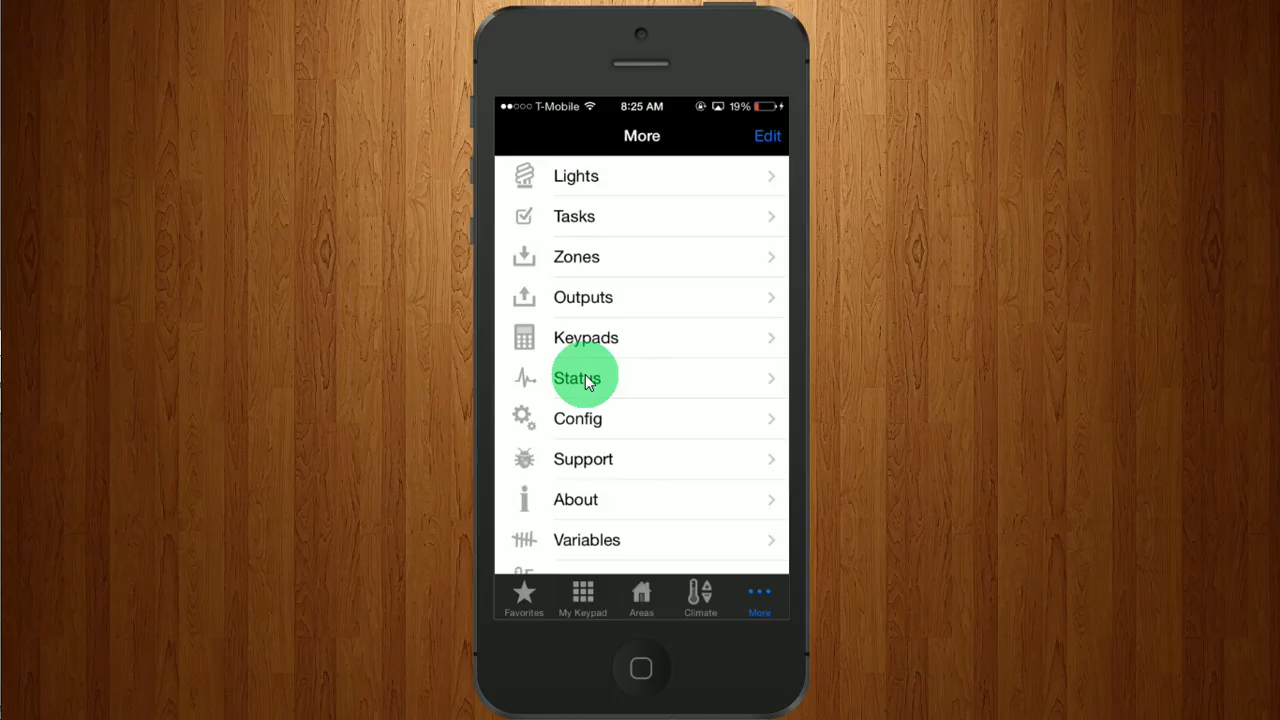 T-Mobile 8:25 AM 19%
More Edit
Lights
Tasks
Zones
Outputs
Keypads
Status
Config
Support
About
Variables
Favorites My Keypad Areas Climate More